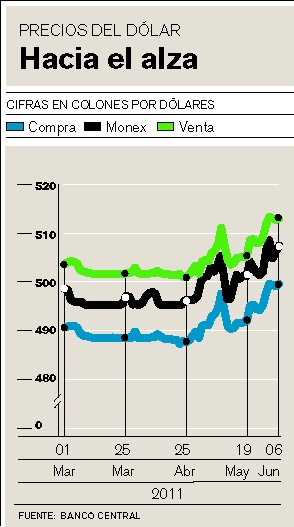 PRECIOS DEL DÓLAR
Hacia el alza
CIFRAS EN COLONES POR DÓLARES
Compra Monex Venta
520
510
500
490
480
0
01 25 25 19 06
Mar Mar Abr May Jun
2011
FUENTE: BANCO CENTRAL